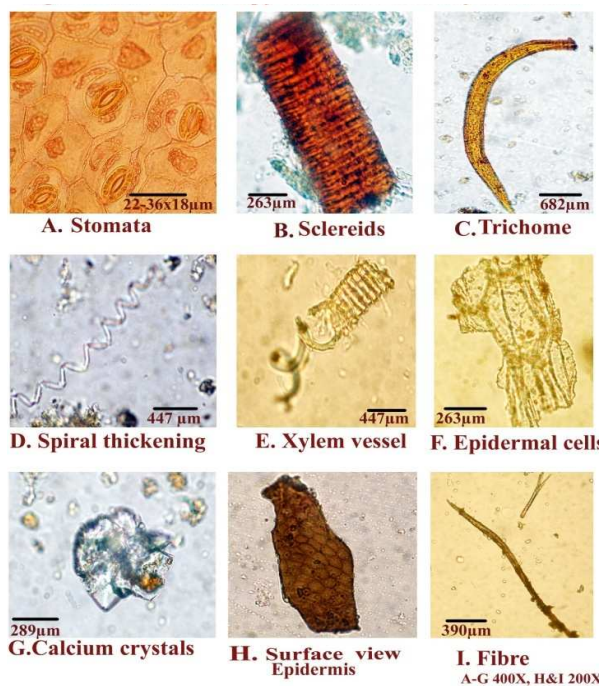 22-36x18µm
263µm
682µm
A. Stomata
B. Sclereids
C. Trichome
447 µm
447µm
263µm
D. Spiral thickening
E. Xylem vessel
F. Epidermal cells
289µm
390µm
G.Calcium crystals
H. Surface view
Epidermis
I. Fibre
A-G 400X, H&I 200X